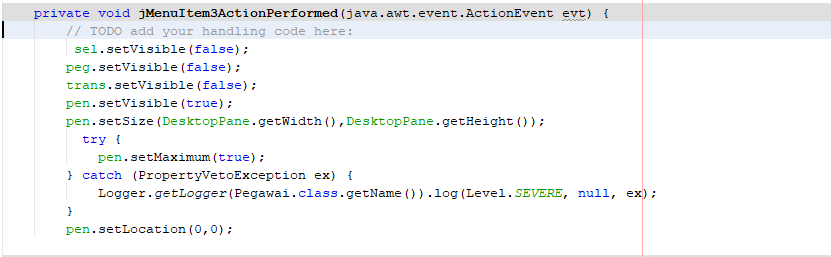 private void jMenuItem3ActionPerformed(java.awt.event.ActionEvent evt) {
// TODO add your handling code here:
sel.setVisible(false);
peg.setVisible(false);
trans.setVisible(false);
pen.setVisible(true);
pen.setSize(DesktopPane.getWidth(),DesktopPane.getHeight());
try {
pen.setMaximum(true);
} catch (PropertyVetoException ex) {
Logger.getLogger(Pegawai.class.getName()).log(Level.SEVERE, null, ex);
}
pen.setLocation(0,0);